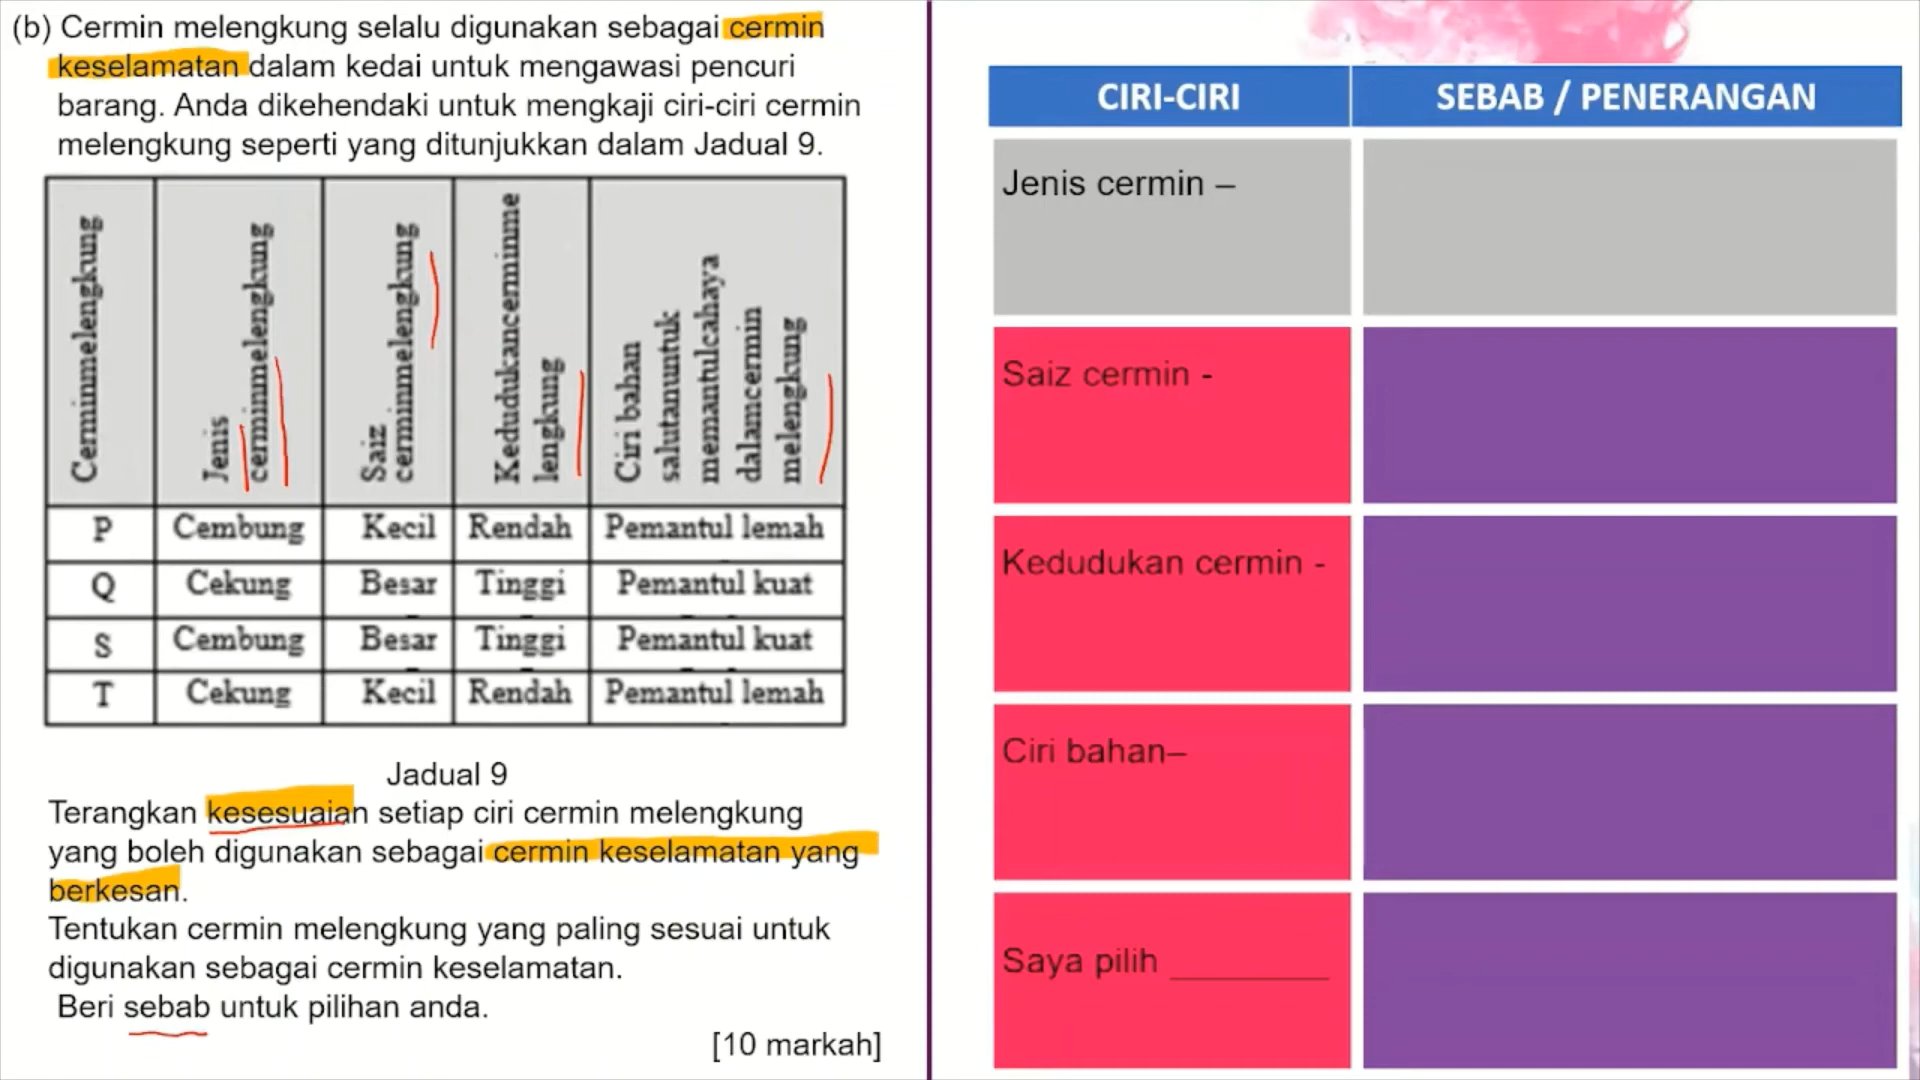 (b) Cermin melengkung selalu digunakan sebagai cermin
keselamatan dalam kedai untuk mengawasi pencuri
barang. Anda dikehendaki untuk mengkaji ciri-ciri cermin
melengkung seperti yang ditunjukkan dalam Jadual 9.
Cerminmelengkung
Jenis
cerminmelengkung
Saiz
cerminmelengkung
Kedudukancerminme
lengkung
Ciri bahan
salutanuntuk
memantulcahaya
dalamcermin
melengkung
P Cembung Kecil Rendah Pemantul lemah
Q Cekung Besar Tinggi Pemantul kuat
S Cembung Besar Tinggi Pemantul kuat
T Cekung Kecil Rendah Pemantul lemah
Jadual 9
Terangkan kesesuaian setiap ciri cermin melengkung
yang boleh digunakan sebagai cermin keselamatan yang
berkesan.
Tentukan cermin melengkung yang paling sesuai untuk
digunakan sebagai cermin keselamatan.
Beri sebab untuk pilihan anda.
[10 markah]
CIRI-CIRI SEBAB / PENERANGAN
Jenis cermin –
Saiz cermin -
Kedudukan cermin -
Ciri bahan–
Saya pilih _________